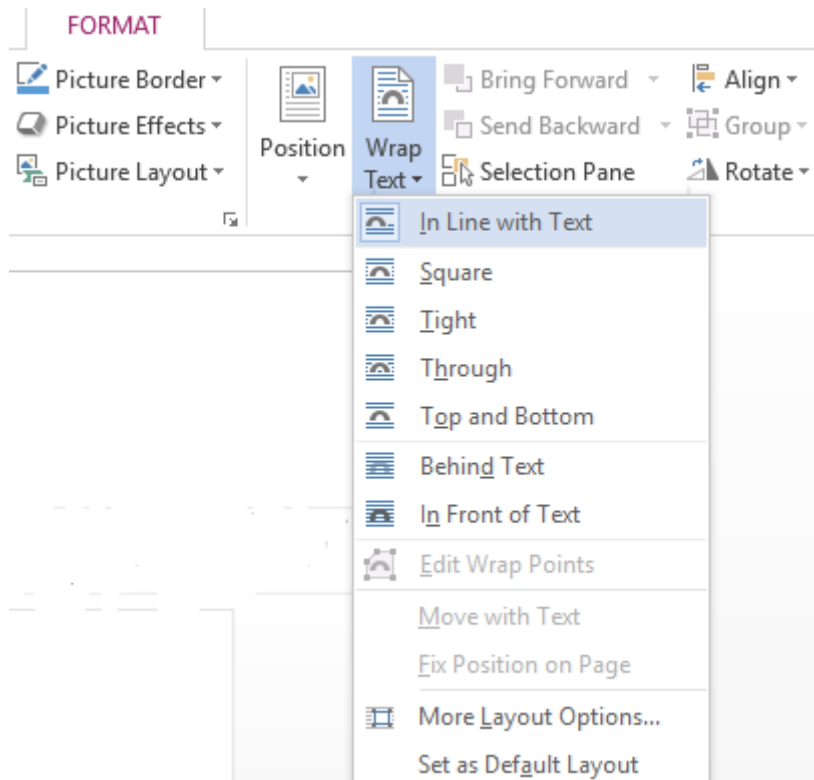 FORMAT
Picture Border
Picture Effects
Picture Layout
Position
Wrap
Text
Bring Forward
Send Backward
Selection Pane
Align
Group
Rotate
In Line with Text
Square
Tight
Through
Top and Bottom
Behind Text
In Front of Text
Edit Wrap Points
Move with Text
Fix Position on Page
More Layout Options...
Set as Default Layout